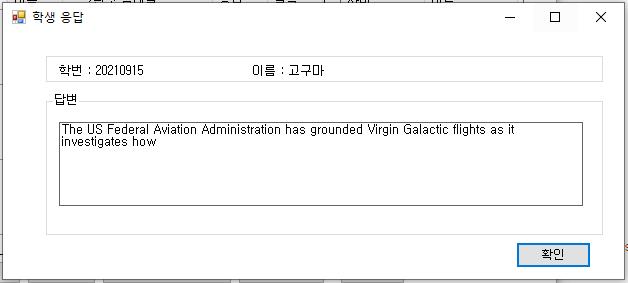 학생 응답
학번 : 20210915
이름 : 고구마
답변
The US Federal Aviation Administration has grounded Virgin Galactic flights as it
investigates how
확인